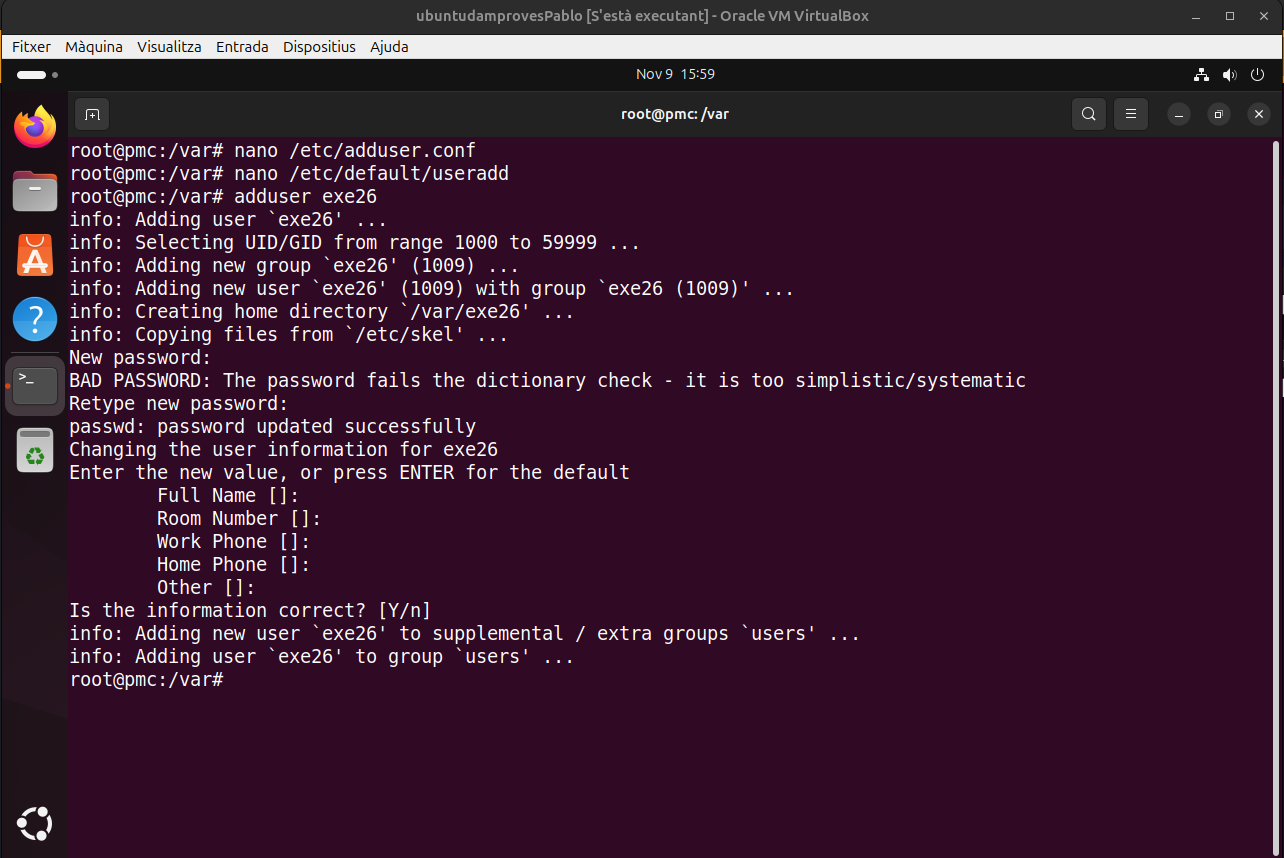 ubuntudamprovesPablo [S'està executant] - Oracle VM VirtualBox
Fitxer Màquina Visualitza Entrada Dispositius Ajuda
Nov 9 15:59
root@pmc: /var
root@pmc:/var# nano /etc/adduser.conf
root@pmc:/var# nano /etc/default/useradd
root@pmc:/var# adduser exe26
info: Adding user `exe26' ...
info: Selecting UID/GID from range 1000 to 59999 ...
info: Adding new group `exe26' (1009) ...
info: Adding new user `exe26' (1009) with group `exe26 (1009)' ...
info: Creating home directory `/var/exe26' ...
info: Copying files from `/etc/skel' ...
New password:
BAD PASSWORD: The password fails the dictionary check - it is too simplistic/systematic
Retype new password:
passwd: password updated successfully
Changing the user information for exe26
Enter the new value, or press ENTER for the default
Full Name []:
Room Number []:
Work Phone []:
Home Phone []:
Other []:
Is the information correct? [Y/n]
info: Adding new user `exe26' to supplemental / extra groups `users' ...
info: Adding user `exe26' to group `users' ...
root@pmc:/var#